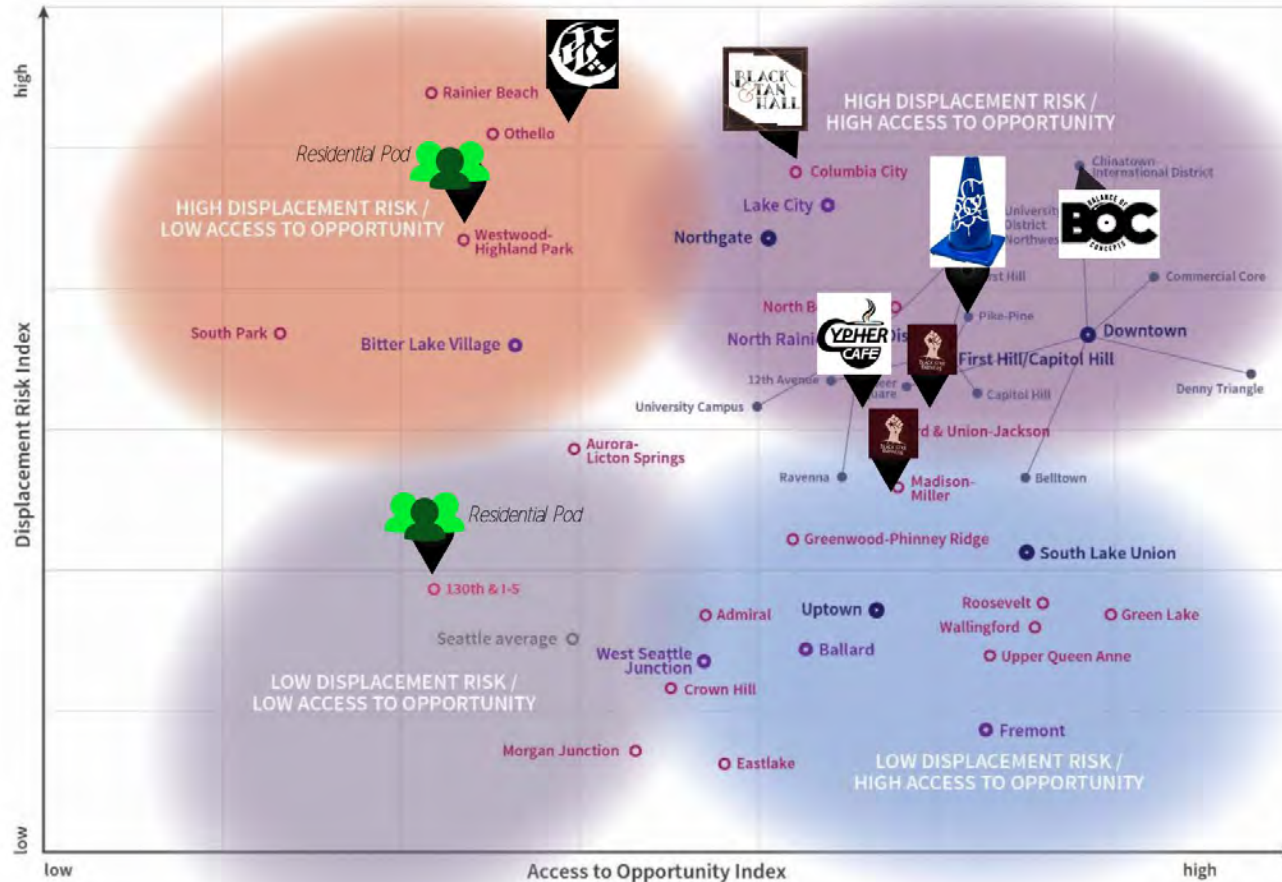 high
Displacement Risk Index
low
low
Access to Opportunity Index
high
HIGH DISPLACEMENT RISK /
LOW ACCESS TO OPPORTUNITY
Rainier Beach
Othello
Residential Pod
Westwood-
Highland Park
South Park
Bitter Lake Village
BLACK
& TAN
HALL
HIGH DISPLACEMENT RISK /
HIGH ACCESS TO OPPORTUNITY
Columbia City
Lake City
Northgate
Chinatown-
International District
BALANCE OF
BOC
CONCEPTS
District
Commercial Core
Hill
Pike-Pine
North
North
Downtown
CYPHER
CAFE
First Hill/Capitol Hill
12th Avenue
Capitol Hill
Denny Triangle
University Campus
& Union-Jackson
Aurora-
Licton Springs
Ravenna
Madison-
Miller
Belltown
Residential Pod
Greenwood-Phinney Ridge
South Lake Union
130th & I-5
Admiral
Uptown
Roosevelt
Green Lake
Wallingford
Seattle average
West Seattle
Junction
Ballard
Upper Queen Anne
LOW DISPLACEMENT RISK /
LOW ACCESS TO OPPORTUNITY
Crown Hill
Morgan Junction
Eastlake
Fremont
LOW DISPLACEMENT RISK /
HIGH ACCESS TO OPPORTUNITY